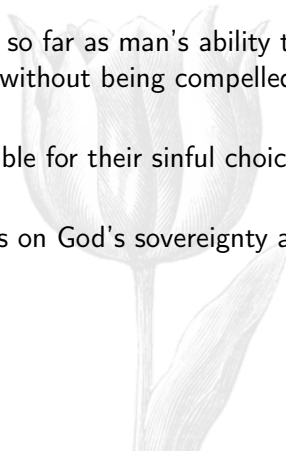 so far as man's ability t
without being compelled
ble for their sinful choic
s on God's sovereignty a